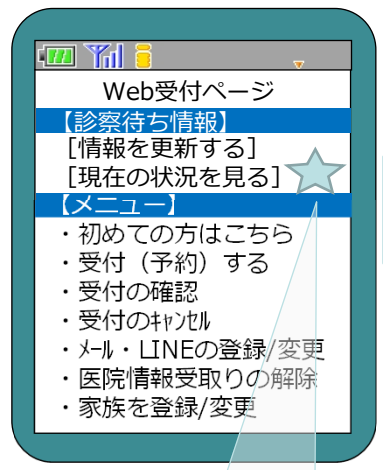 Web受付ページ
【診察待ち情報】
［情報を更新する］
［現在の状況を見る］
【メニュー】
・初めての方はこちら
・受付（予約）する
・受付の確認
・受付のｷｬﾝｾﾙ
・ﾒｰﾙ・LINEの登録/変更
・医院情報受取りの解除
・家族を登録/変更